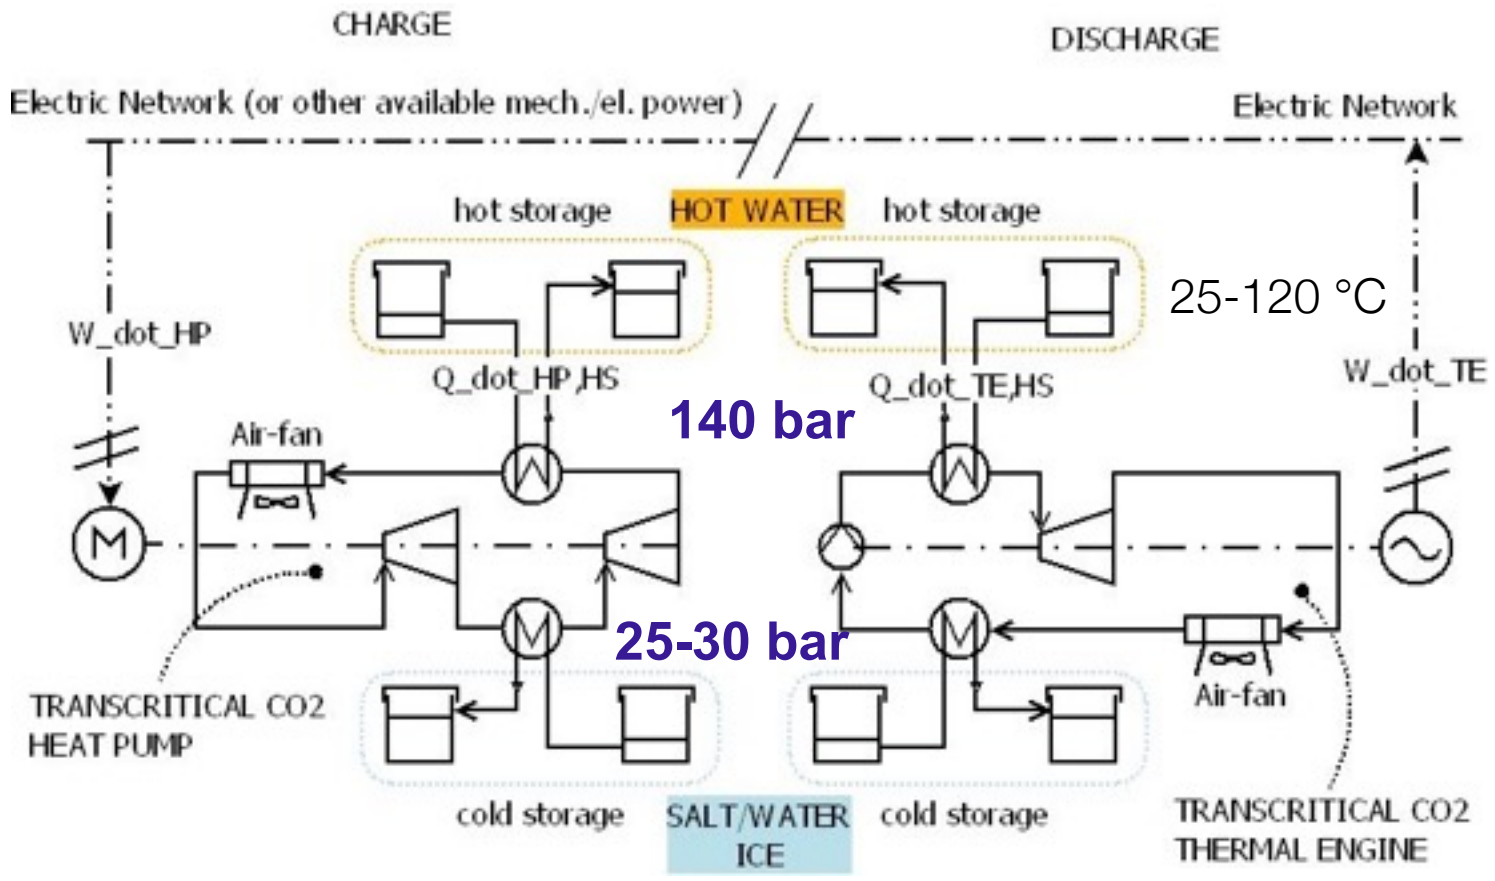 CHARGE
DISCHARGE
Electric Network (or other available mech./el. power)
Electric Network
hot storage
HOT WATER
hot storage
25-120 °C
W_dot_HP
Q_dot_HP,HS
Q_dot_TE,HS
W_dot_TE
140 bar
Air-fan
M
25-30 bar
Air-fan
TRANSCRITICAL CO2
HEAT PUMP
cold storage
SALT/WATER
ICE
cold storage
TRANSCRITICAL CO2
THERMAL ENGINE